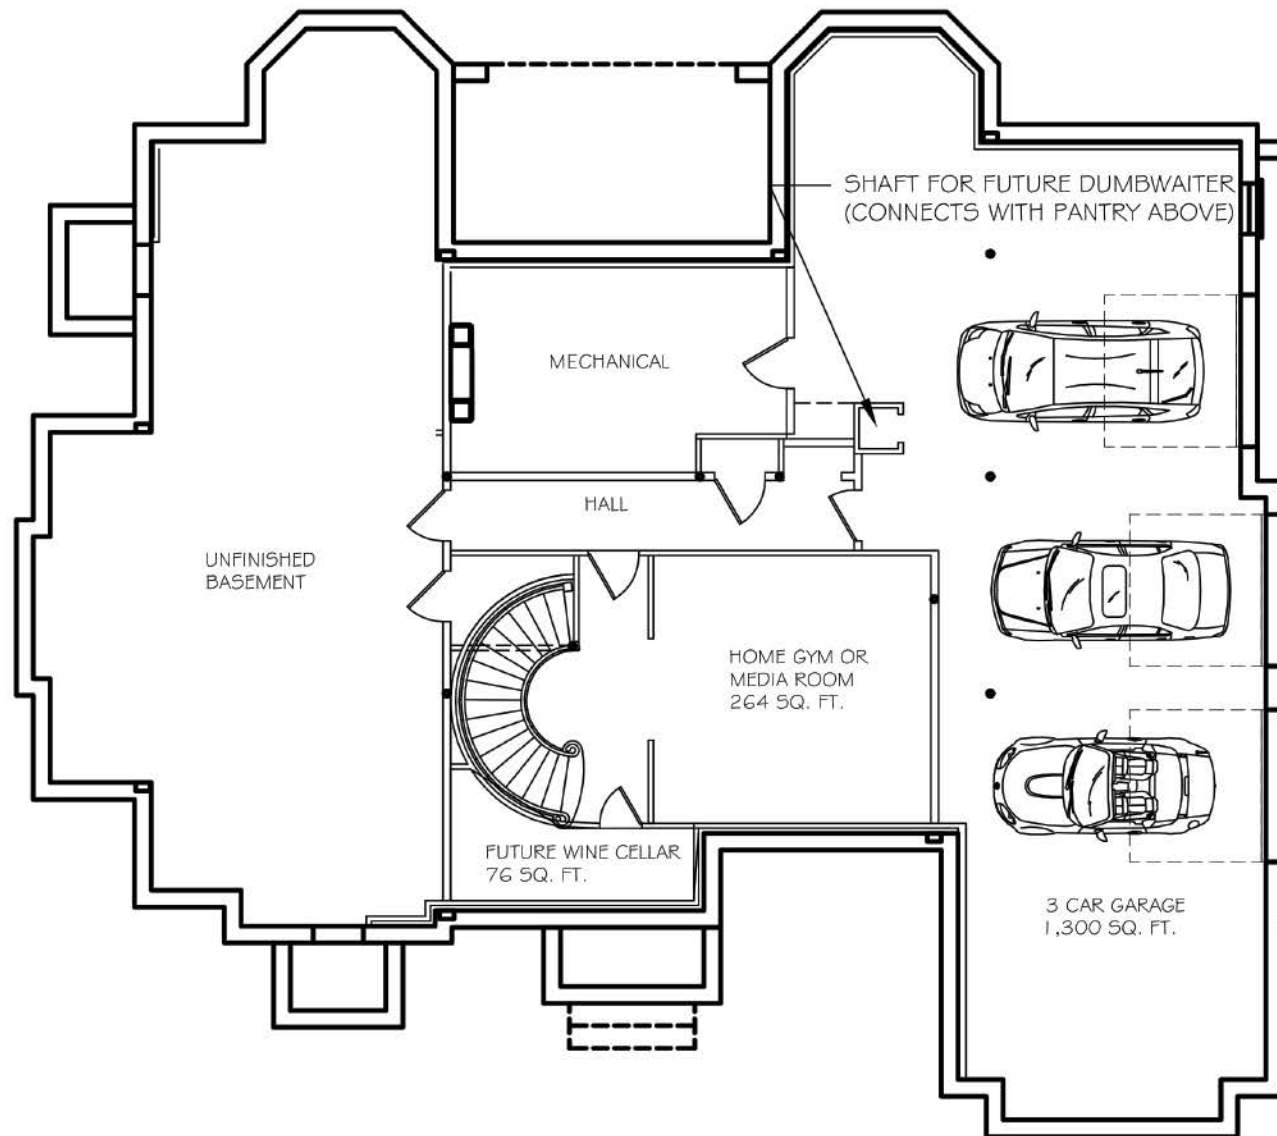 SHAFT FOR FUTURE DUMBWAITER
(CONNECTS WITH PANTRY ABOVE)
MECHANICAL
HALL
UNFINISHED
BASEMENT
HOME GYM OR
MEDIA ROOM
264 SQ. FT.
FUTURE WINE CELLAR
76 SQ. FT.
3 CAR GARAGE
1,300 SQ. FT.